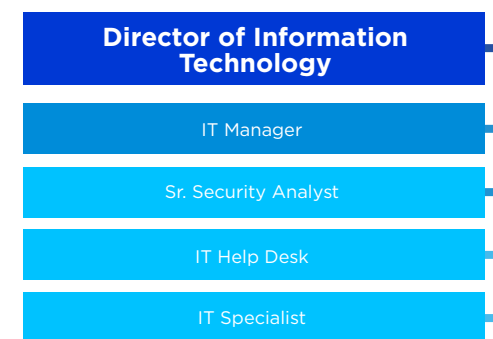 Director of Information
Technology
IT Manager
Sr. Security Analyst
IT Help Desk
IT Specialist